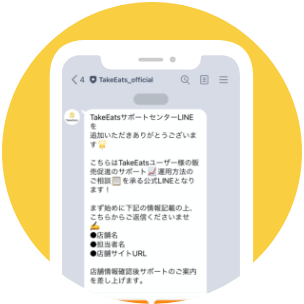 4 TakeEats_official
TakeEatsサポートセンターLINE
を
追加いただきありがとうございま
す🌟
こちらはTakeEatsユーザー様の販
売促進のサポート📈運用方法の
ご相談📋を承る公式LINEとなり
ます！
まず始めに下記の情報記載の上、
こちらからご返信くださいませ
✍️
●店舗名
●担当者名
●店舗サイトURL
店舗情報確認後サポートのご案内
を差し上げます。